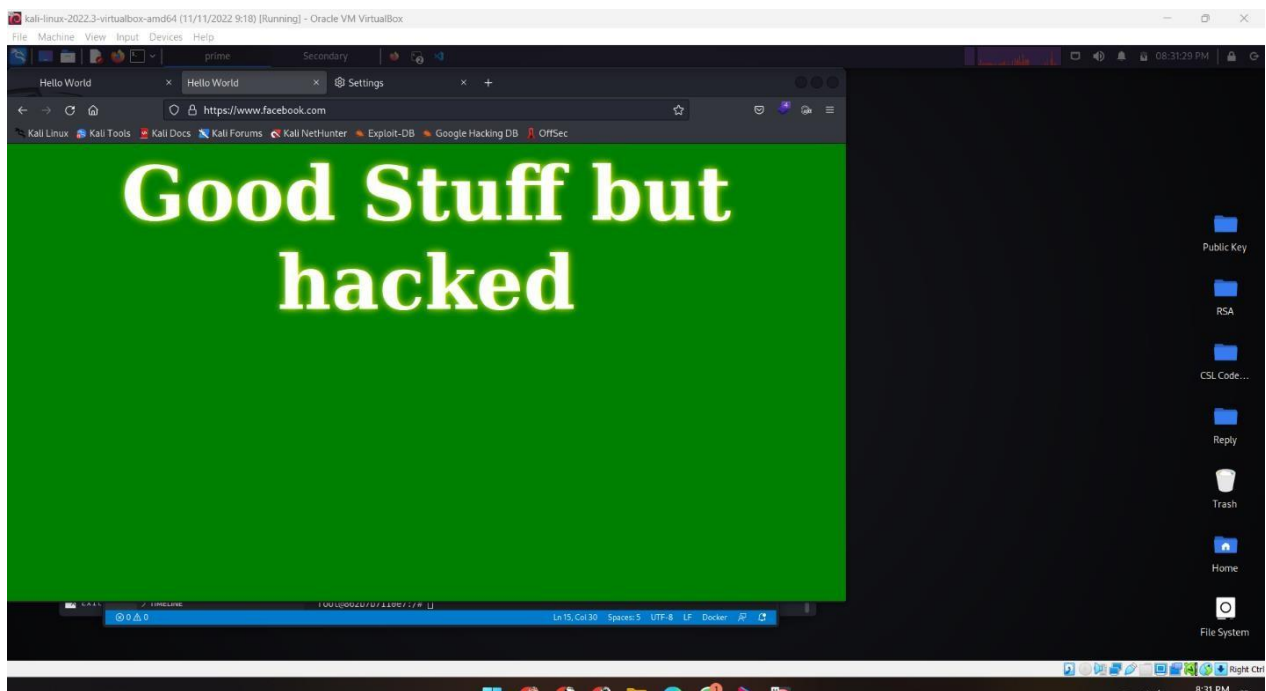 kali-linux-2022.3-virtualbox-amd64 (11/11/2022 9:18) [Running] - Oracle VM VirtualBox
File Machine View Input Devices Help
prime Secondary 08:31:29 PM
Hello World Hello World Settings
https://www.facebook.com 4
Kali Linux Kali Tools Kali Docs Kali Forums Kali NetHunter Exploit-DB Google Hacking DB OffSec
Good Stuff but
hacked
Public Key
RSA
CSL Code...
Reply
Trash
Home
File System
TIMELINE
0 0 Ln 15, Col 30 Spaces: 5 UTF-8 LF Docker
Right Ctrl
8:31 PM